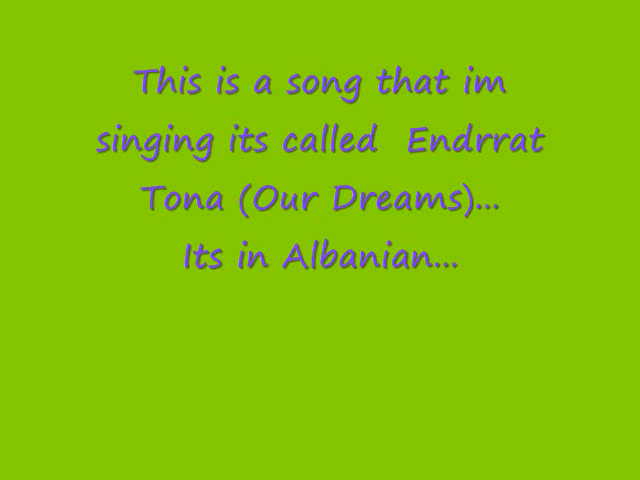 This is a song that im
singing its called Endrrat
Tona (Our Dreams)...
Its in Albanian...